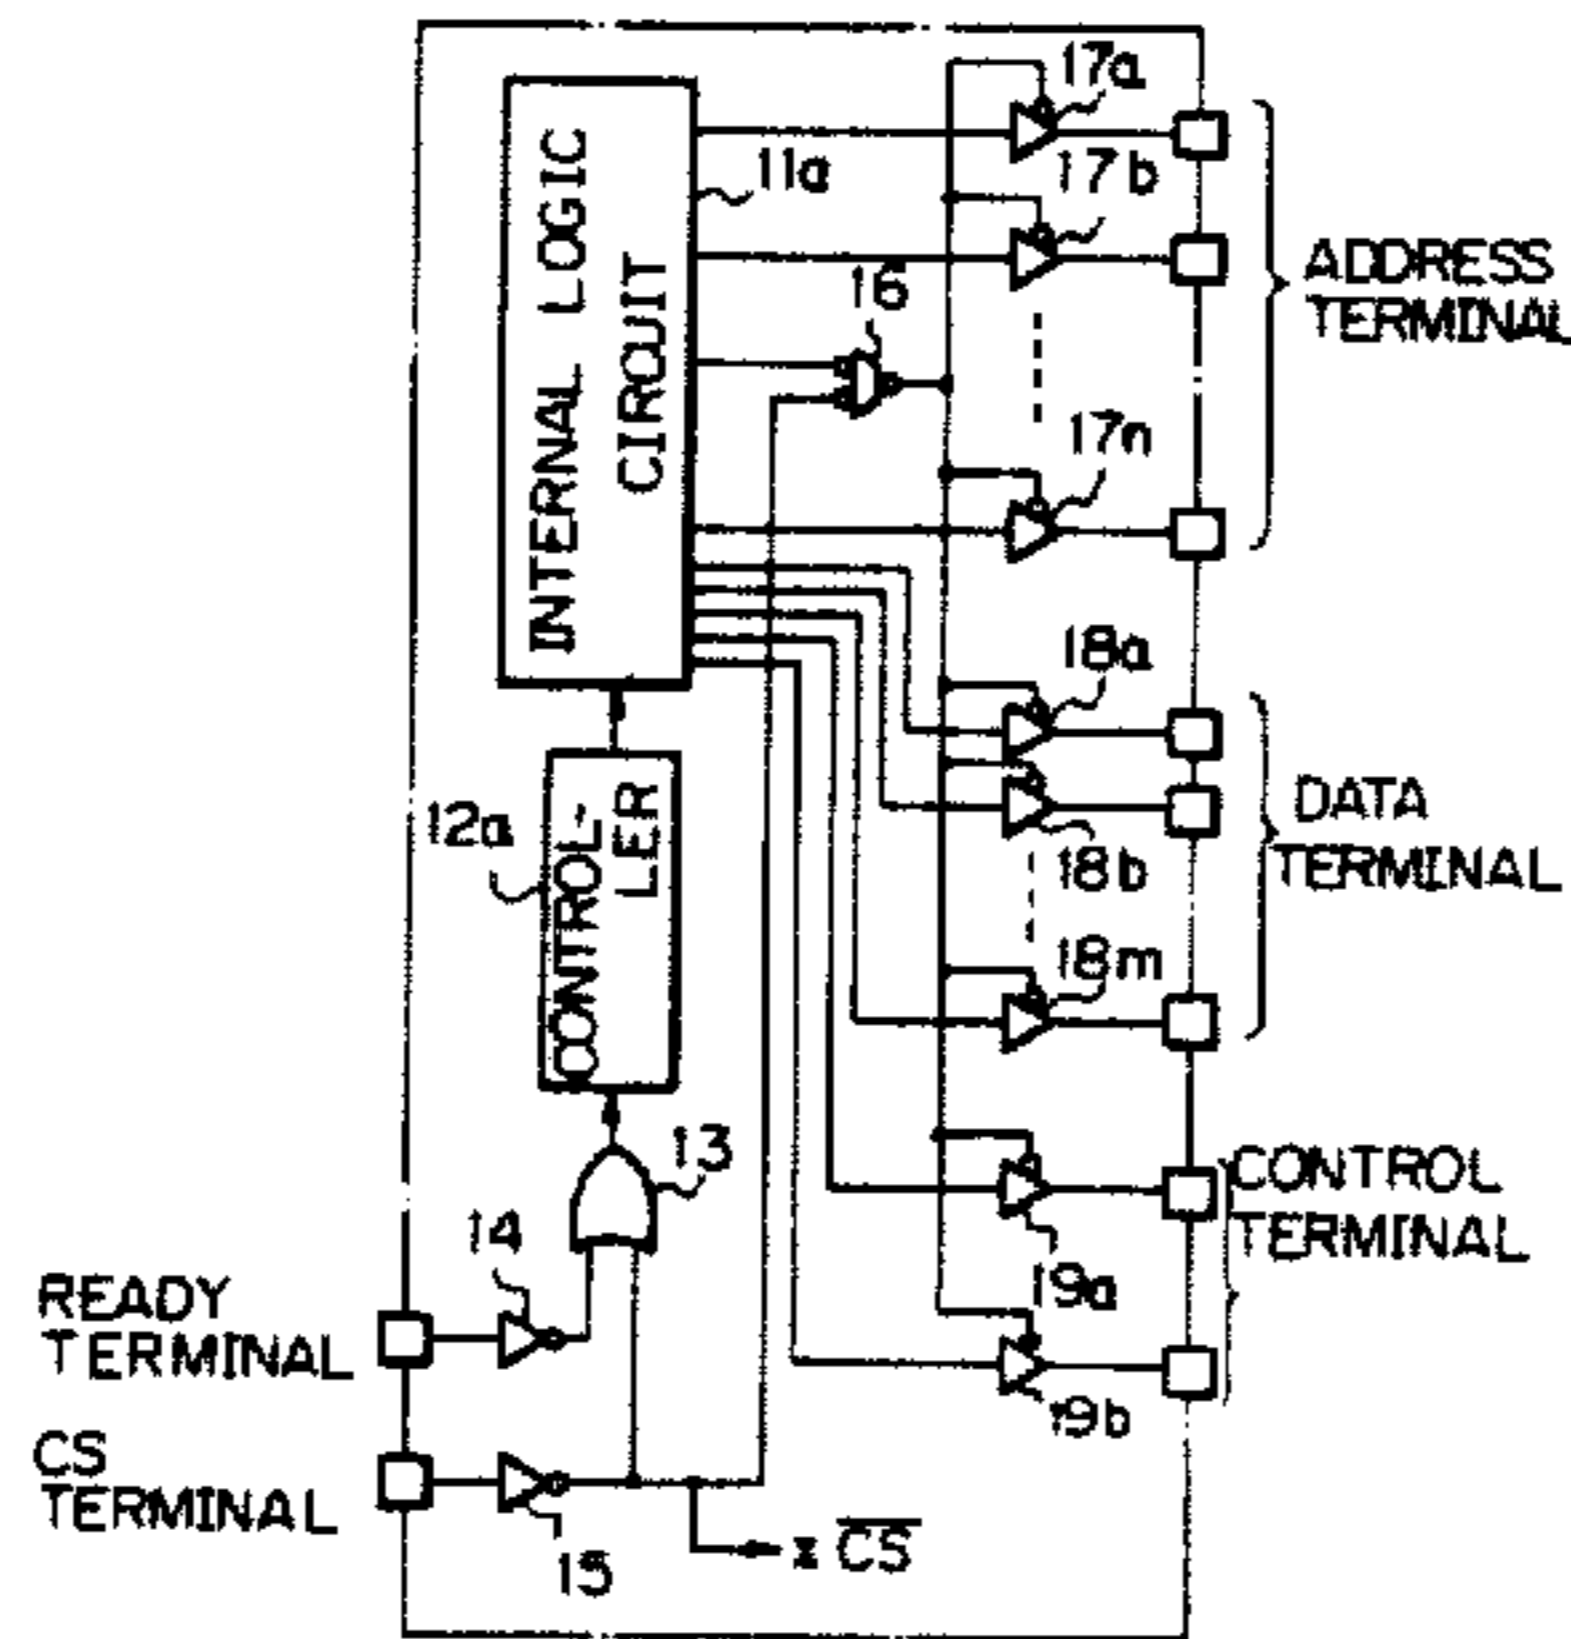 17a
11a
17b
INTERNAL LOGIC
CIRCUIT
16
ADDRESS
TERMINAL
17n
18a
12a
CONTROL-
LER
DATA
TERMINAL
18b
18m
13
CONTROL
TERMINAL
14
19a
READY
TERMINAL
19b
CS
TERMINAL
15
CS